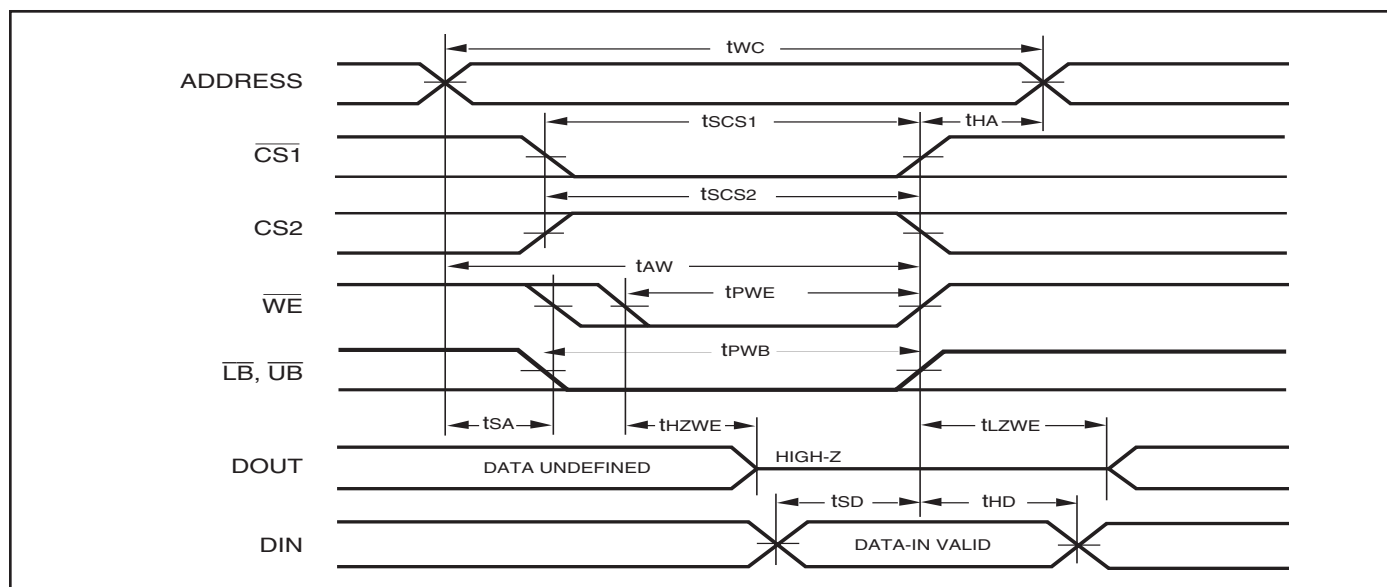 tWC
ADDRESS
tSCS1
tHA
CS1
tSCS2
CS2
tAW
WE
tPWE
tPWB
LB, UB
tSA
tHZWE
tLZWE
DOUT
DATA UNDEFINED
HIGH-Z
tSD
tHD
DIN
DATA-IN VALID